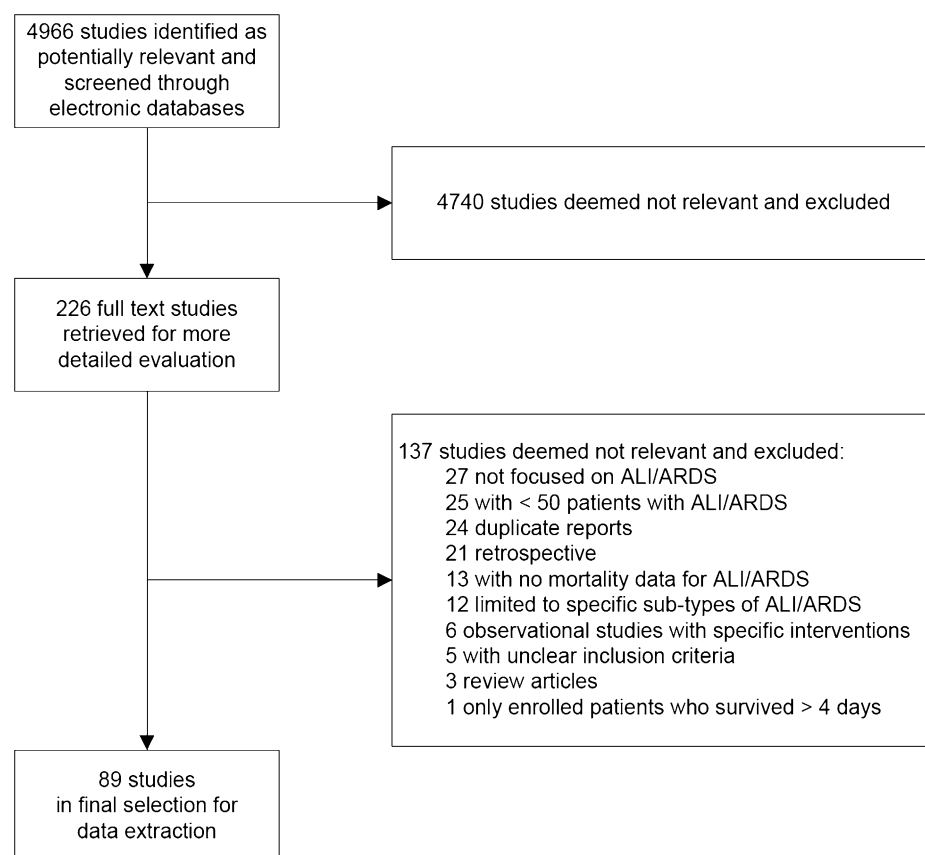 4966 studies identified as
potentially relevant and
screened through
electronic databases
4740 studies deemed not relevant and excluded
226 full text studies
retrieved for more
detailed evaluation
137 studies deemed not relevant and excluded:
27 not focused on ALI/ARDS
25 with < 50 patients with ALI/ARDS
24 duplicate reports
21 retrospective
13 with no mortality data for ALI/ARDS
12 limited to specific sub-types of ALI/ARDS
6 observational studies with specific interventions
5 with unclear inclusion criteria
3 review articles
1 only enrolled patients who survived > 4 days
89 studies
in final selection for
data extraction